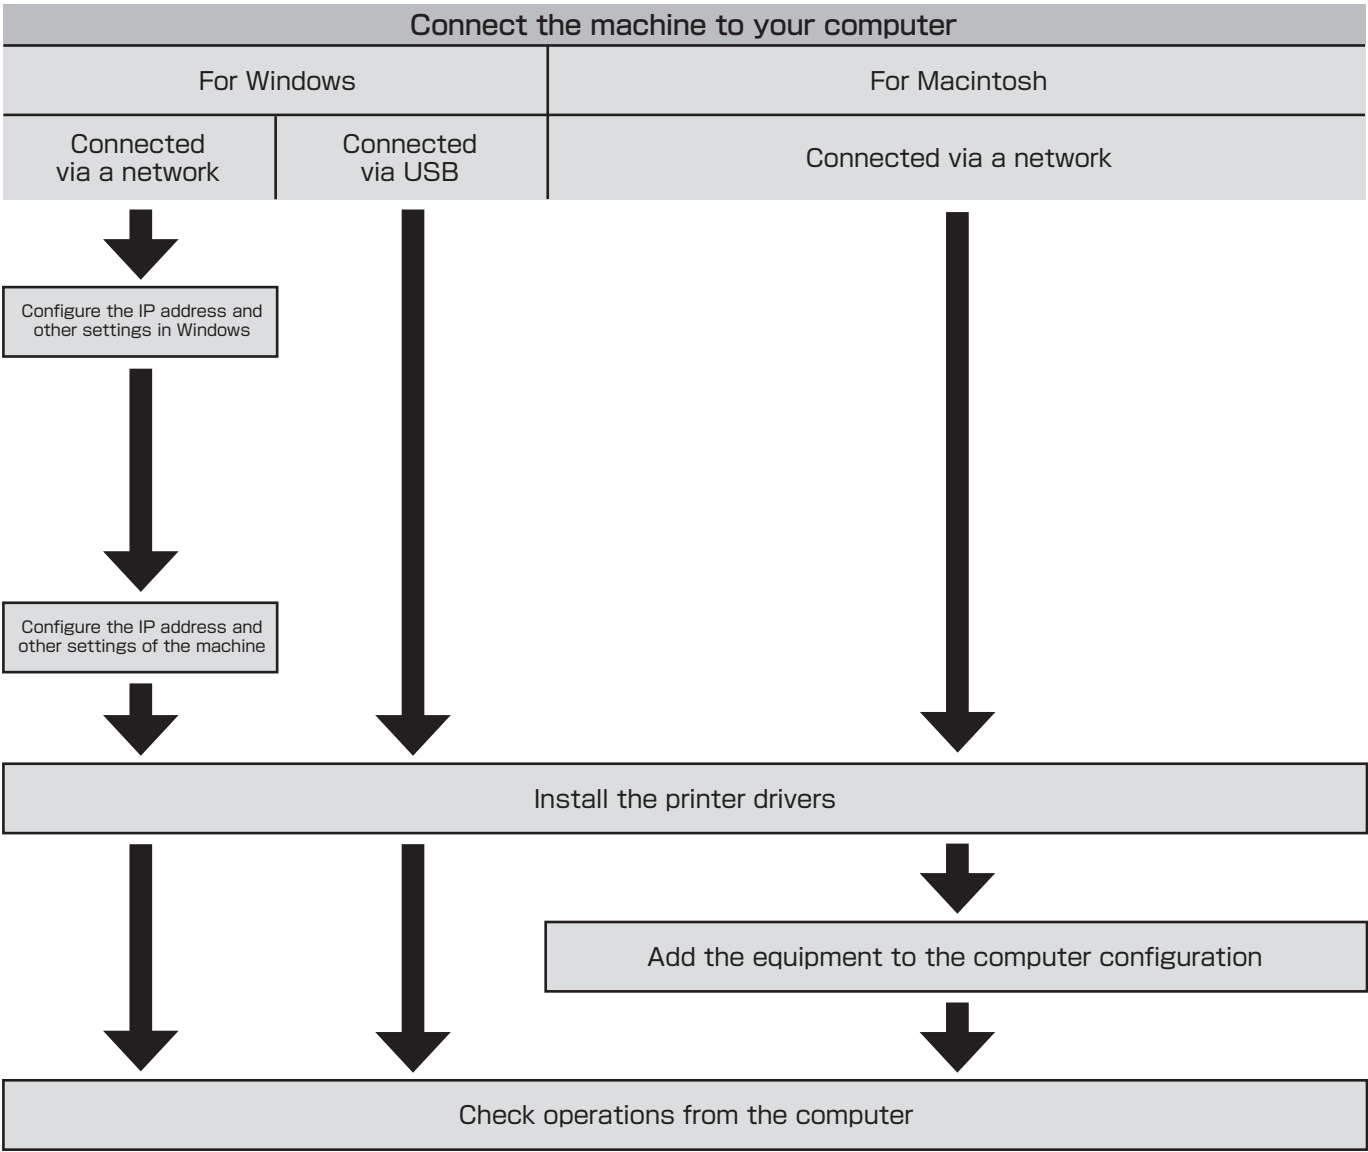 Connect the machine to your computer
For Windows
For Macintosh
Connected
via a network
Connected
via USB
Connected via a network
Configure the IP address and
other settings in Windows
Configure the IP address and
other settings of the machine
Install the printer drivers
Add the equipment to the computer configuration
Check operations from the computer